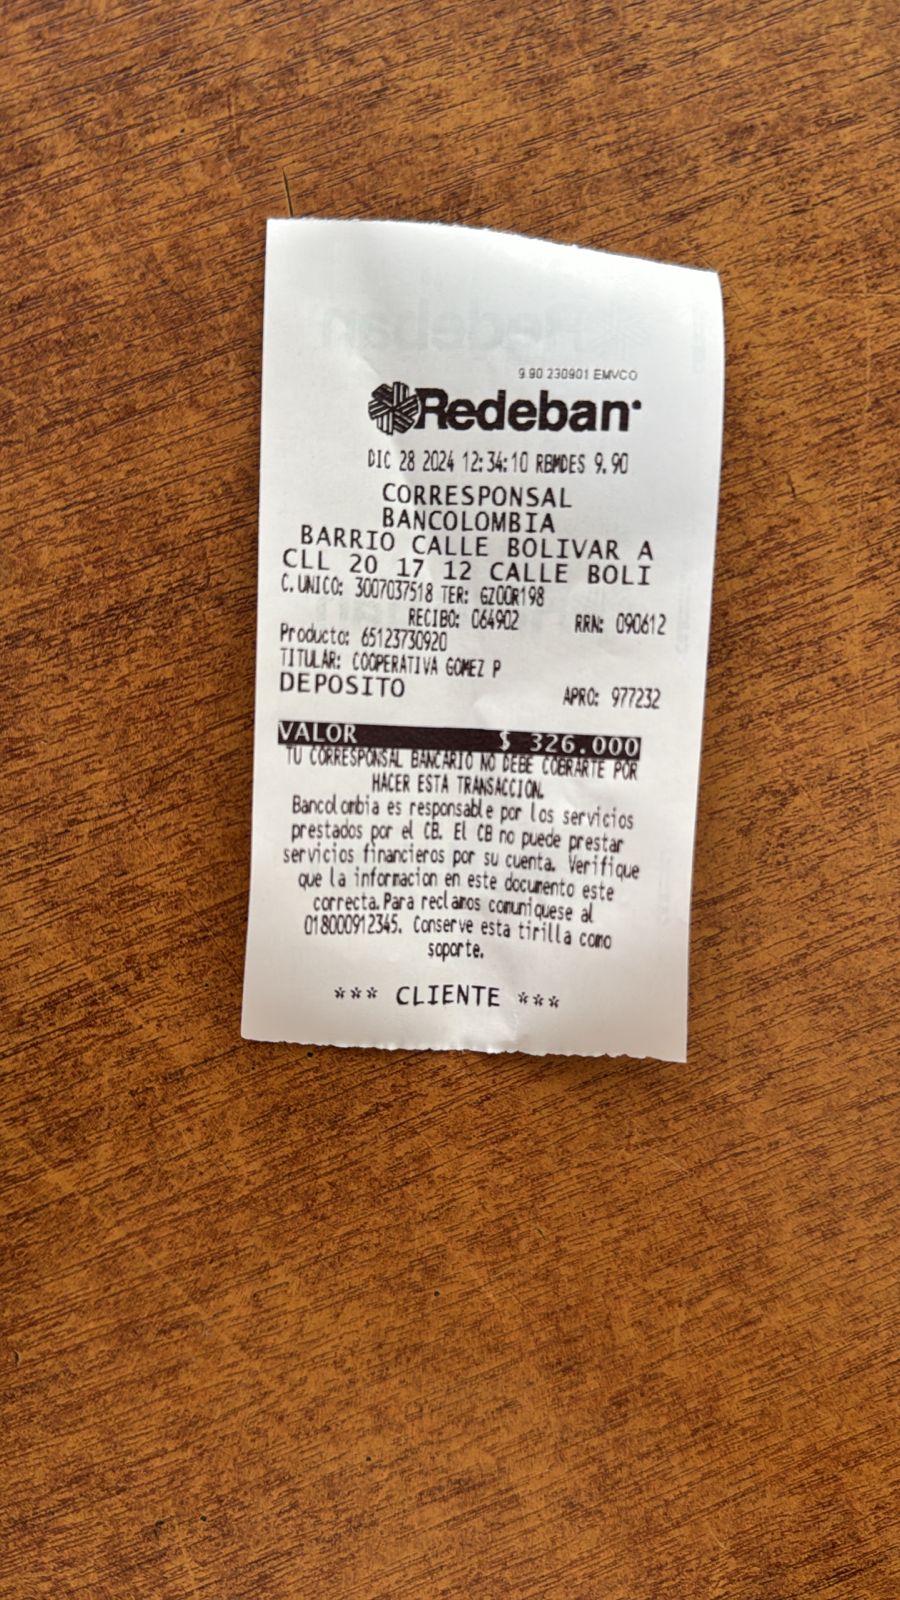 9.90 230901 EMVCO
Redeban
DIC 28 2024 12:34:10 RBMDES 9.90
CORRESPONSAL
BANCOLOMBIA
BARRIO CALLE BOLIVAR A
CLL 20 17 12 CALLE BOLI
C.UNICO: 3007037518 TER: GZOOR198
RECIBO: 064902 RRN: 090612
Producto: 65123730920
TITULAR: COOPERATIVA GOMEZ P
DEPOSITO APRO: 977232
VALOR $ 326.000
TU CORRESPONSAL BANCARIO NO DEBE COBRARTE POR
HACER ESTA TRANSACCION.
Bancolombia es responsable por los servicios
prestados por el CB. El CB no puede prestar
servicios financieros por su cuenta. Verifique
que la informacion en este documento este
correcta.Para reclamos comuniquese al
018000912345. Conserve esta tirilla como
soporte.
*** CLIENTE ***